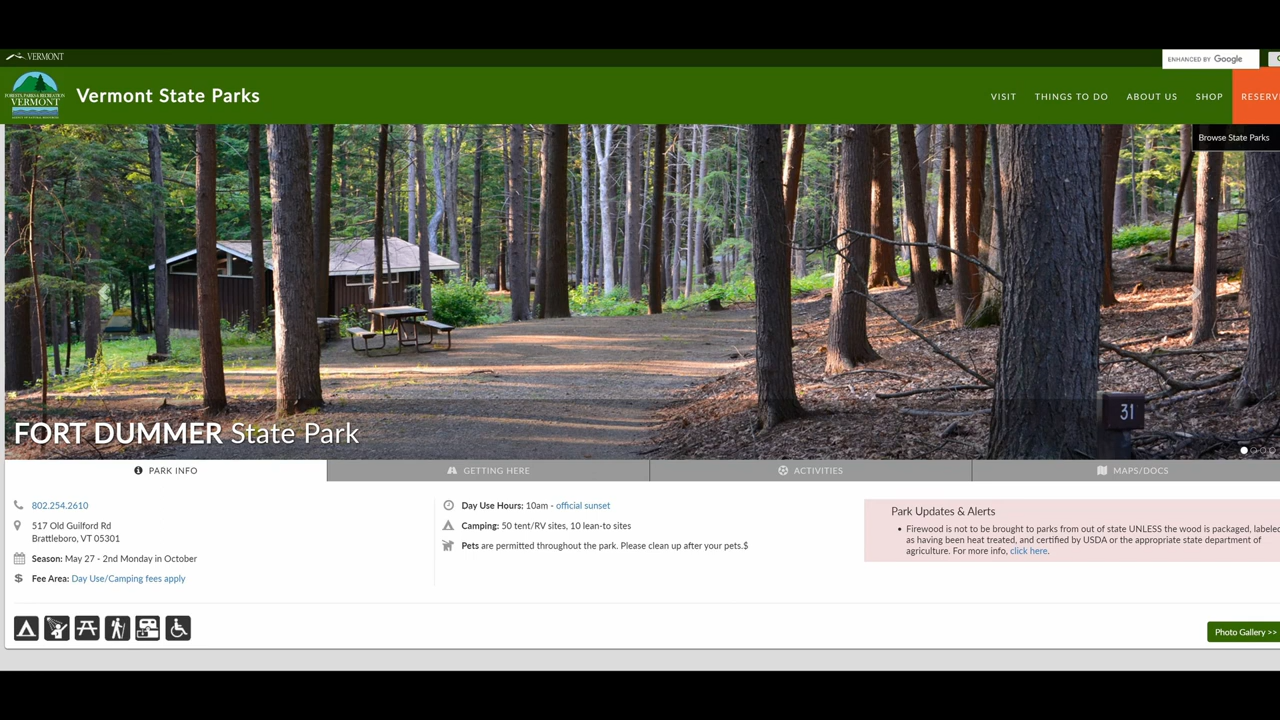 VERMONT
ENHANCED BY Google
FORESTS, PARKS & RECREATION
VERMONT
Vermont State Parks
VISIT
THINGS TO DO
ABOUT US
SHOP
RESERV
Browse State Parks
31
FORT DUMMER State Park
PARK INFO
GETTING HERE
ACTIVITIES
MAPS/DOCS
802.254.2610
517 Old Guilford Rd
Brattleboro, VT 05301
Season: May 27 - 2nd Monday in October
Fee Area: Day Use/Camping fees apply
Day Use Hours: 10am - official sunset
Camping: 50 tent/RV sites, 10 lean-to sites
Pets are permitted throughout the park. Please clean up after your pets.$
Park Updates & Alerts
• Firewood is not to be brought to parks from out of state UNLESS the wood is packaged, labele
as having been heat treated, and certified by USDA or the appropriate state department of
agriculture. For more info, click here.
Photo Gallery >>